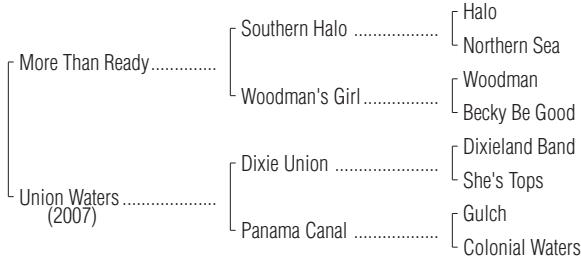 Halo
Southern Halo ..................
Northern Sea
More Than Ready..............
Woodman
Woodman's Girl ................
Becky Be Good
Dixieland Band
Dixie Union ......................
She's Tops
Union Waters ....................
(2007)
Gulch
Panama Canal ..................
Colonial Waters